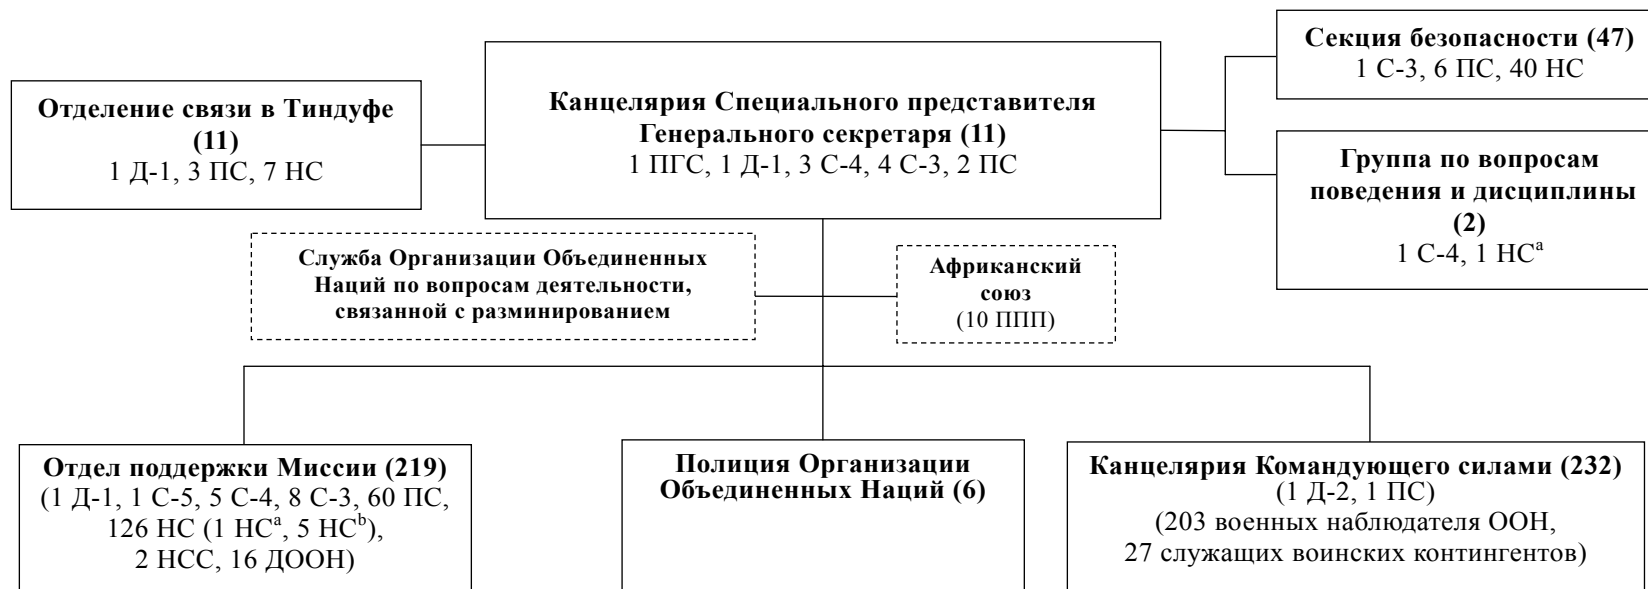 Секция безопасности (47)
1 С-3, 6 ПС, 40 НС
Отделение связи в Тиндуфе
(11)
1 Д-1, 3 ПС, 7 НС
Канцелярия Специального представителя
Генерального секретаря (11)
1 ПГС, 1 Д-1, 3 С-4, 4 С-3, 2 ПС
Группа по вопросам
поведения и дисциплины
(2)
1 С-4, 1 НСᵃ
Служба Организации Объединенных
Наций по вопросам деятельности,
связанной с разминированием
Африканский
союз
(10 ППП)
Отдел поддержки Миссии (219)
(1 Д-1, 1 С-5, 5 С-4, 8 С-3, 60 ПС,
126 НС (1 НСᵃ, 5 НСᵇ),
2 НСС, 16 ДООН)
Полиция Организации
Объединенных Наций (6)
Канцелярия Командующего силами (232)
(1 Д-2, 1 ПС)
(203 военных наблюдателя ООН,
27 служащих воинских контингентов)